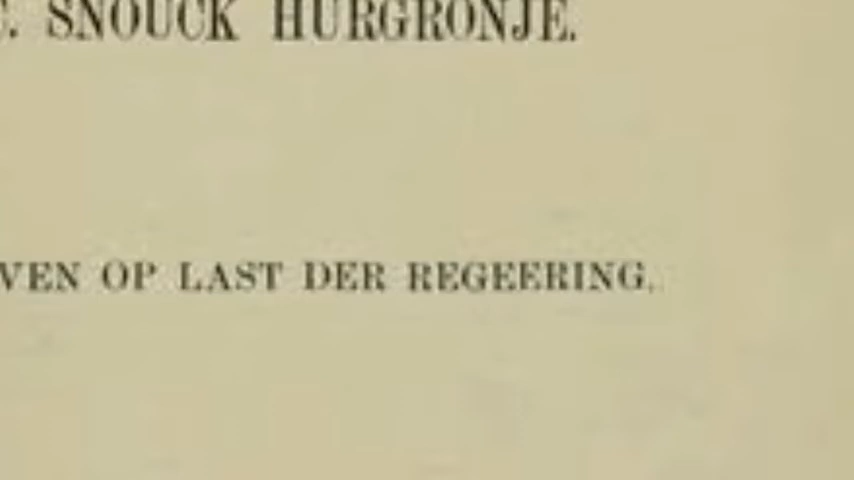 C. SNOUCK HURGRONJE.
VEN OP LAST DER REGEERING.